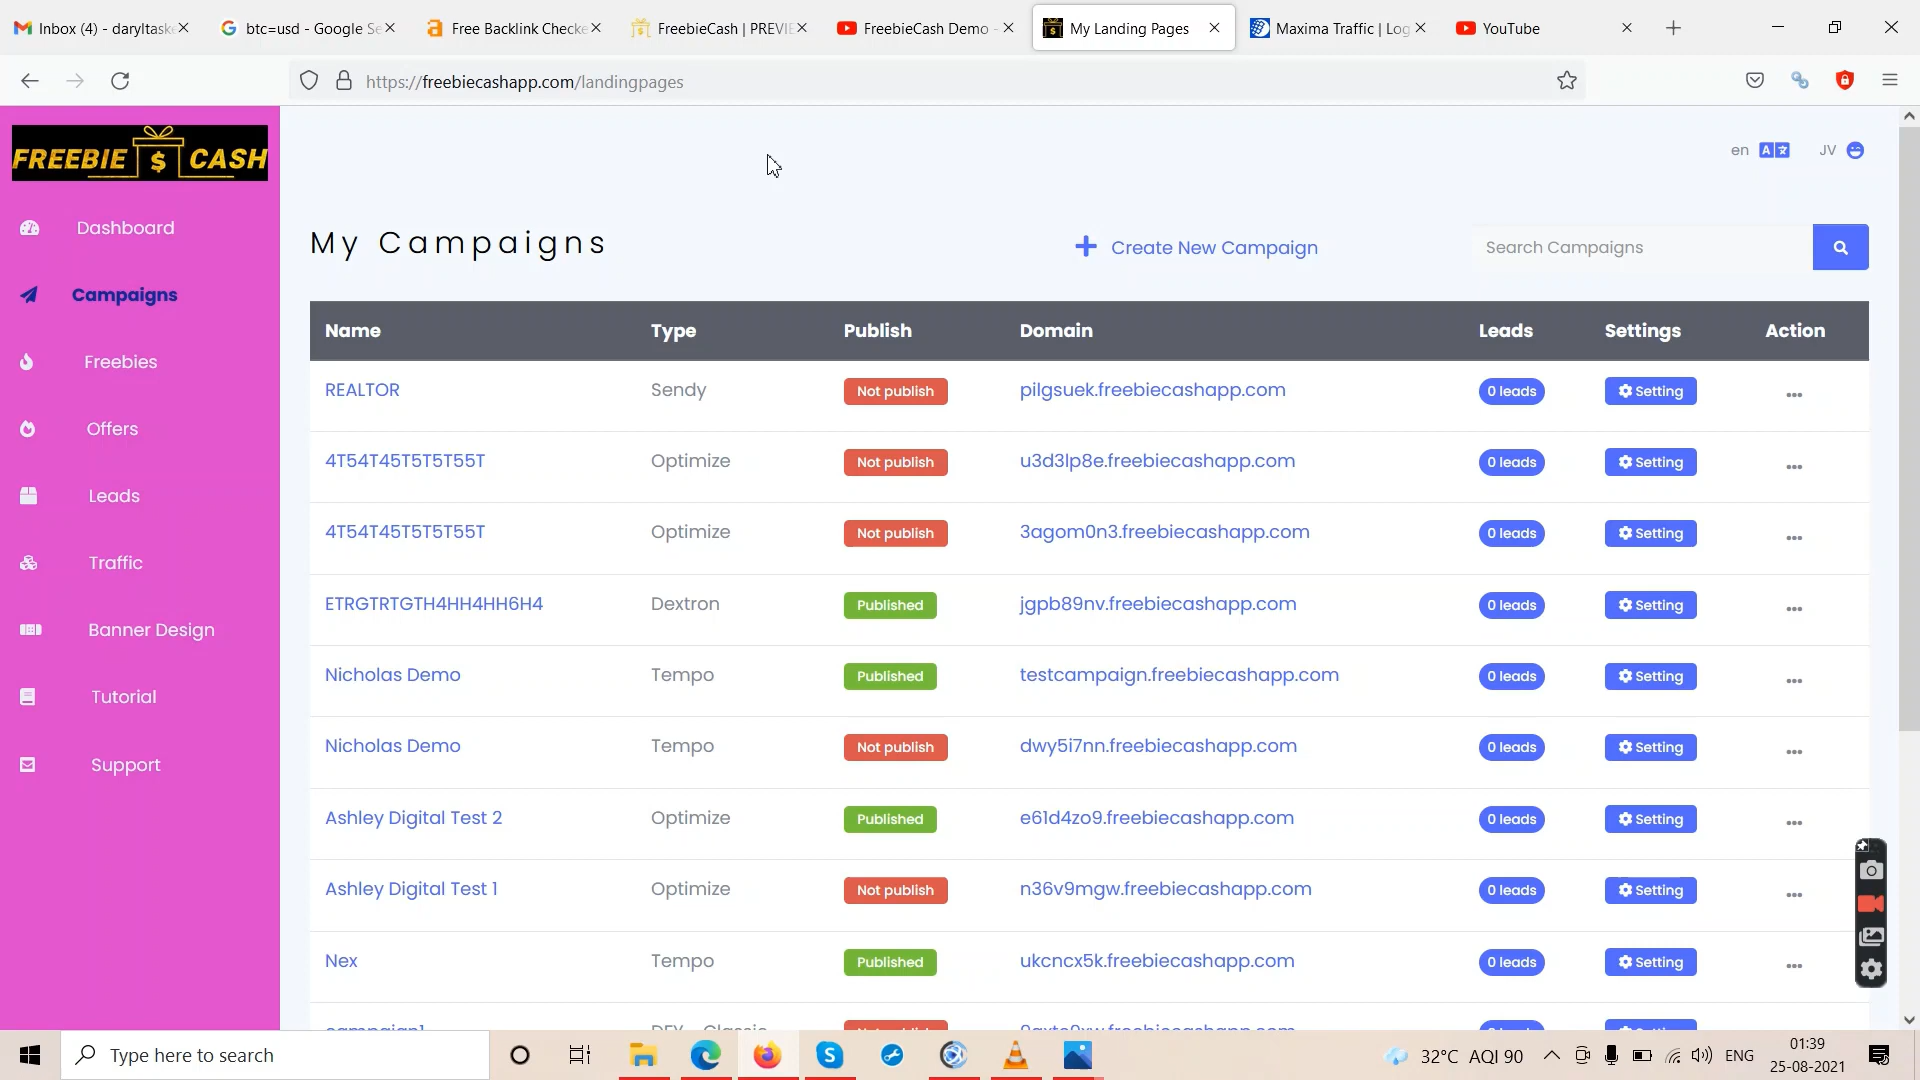 Inbox (4) - daryltaske
btc=usd - Google Se
Free Backlink Checke
FreebieCash | PREVIE
FreebieCash Demo -
My Landing Pages
Maxima Traffic | Log
YouTube
https://freebiecashapp.com/landingpages
FREEBIE $ CASH
en
JV
Dashboard
Campaigns
Freebies
Offers
Leads
Traffic
Banner Design
Tutorial
Support
My Campaigns
Create New Campaign
Search Campaigns
Name Type Publish Domain Leads Settings Action
REALTOR Sendy Not publish pilgsuek.freebiecashapp.com 0 leads Setting
4T54T45T5T5T55T Optimize Not publish u3d3lp8e.freebiecashapp.com 0 leads Setting
4T54T45T5T5T55T Optimize Not publish 3agom0n3.freebiecashapp.com 0 leads Setting
ETRGTRTGTH4HH4HH6H4 Dextron Published jgpb89nv.freebiecashapp.com 0 leads Setting
Nicholas Demo Tempo Published testcampaign.freebiecashapp.com 0 leads Setting
Nicholas Demo Tempo Not publish dwy5i7nn.freebiecashapp.com 0 leads Setting
Ashley Digital Test 2 Optimize Published e61d4zo9.freebiecashapp.com 0 leads Setting
Ashley Digital Test 1 Optimize Not publish n36v9mgw.freebiecashapp.com 0 leads Setting
Nex Tempo Published ukcncx5k.freebiecashapp.com 0 leads Setting
Type here to search
32°C AQI 90
ENG
01:39
25-08-2021